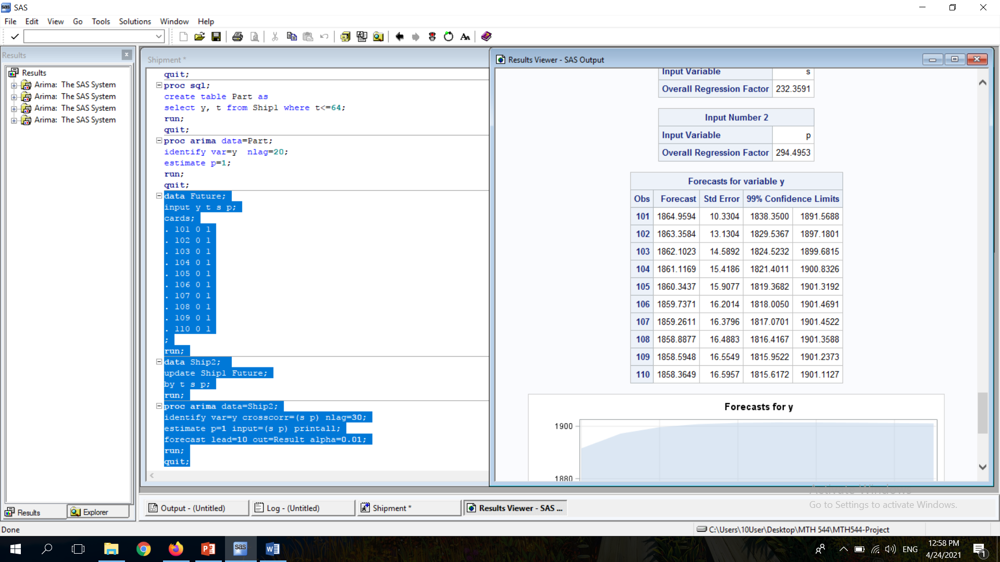 SAS
File Edit View Go Tools Solutions Window Help
Results
Results
Arima: The SAS System
Arima: The SAS System
Arima: The SAS System
Arima: The SAS System
Results
Explorer
Shipment *
quit;
proc sql;
create table Part as
select y, t from Ship1 where t<=64;
run;
quit;
proc arima data=Part;
identify var=y  nlag=20;
estimate p=1;
run;
quit;
data Future;
input y t s p;
cards;
. 101 0 1
. 102 0 1
. 103 0 1
. 104 0 1
. 105 0 1
. 106 0 1
. 107 0 1
. 108 0 1
. 109 0 1
. 110 0 1
;
run;
data Ship2;
update Ship1 Future;
by t s p;
run;
proc arima data=Ship2;
identify var=y crosscorr=(s p) nlag=30;
estimate p=1 input=(s p) printall;
forecast lead=10 out=Result alpha=0.01;
run;
quit;
Results Viewer - SAS Output
Input Variable s
Overall Regression Factor 232.3591
Input Number 2
Input Variable p
Overall Regression Factor 294.4953
Forecasts for variable y
Obs Forecast Std Error 99% Confidence Limits
101 1864.9594 10.3304 1838.3500 1891.5688
102 1863.3584 13.1304 1829.5367 1897.1801
103 1862.1023 14.5892 1824.5232 1899.6815
104 1861.1169 15.4186 1821.4011 1900.8326
105 1860.3437 15.9077 1819.3682 1901.3192
106 1859.7371 16.2014 1818.0050 1901.4691
107 1859.2611 16.3796 1817.0701 1901.4522
108 1858.8877 16.4883 1816.4167 1901.3588
109 1858.5948 16.5549 1815.9522 1901.2373
110 1858.3649 16.5957 1815.6172 1901.1127
Forecasts for y
1900
1880
Activate Windows
Go to Settings to activate Windows.
Output - (Untitled) Log - (Untitled) Shipment * Results Viewer - SAS ...
Done
C:\Users\10User\Desktop\MTH 544\MTH544-Project
sas
ENG
12:58 PM
4/24/2021
1